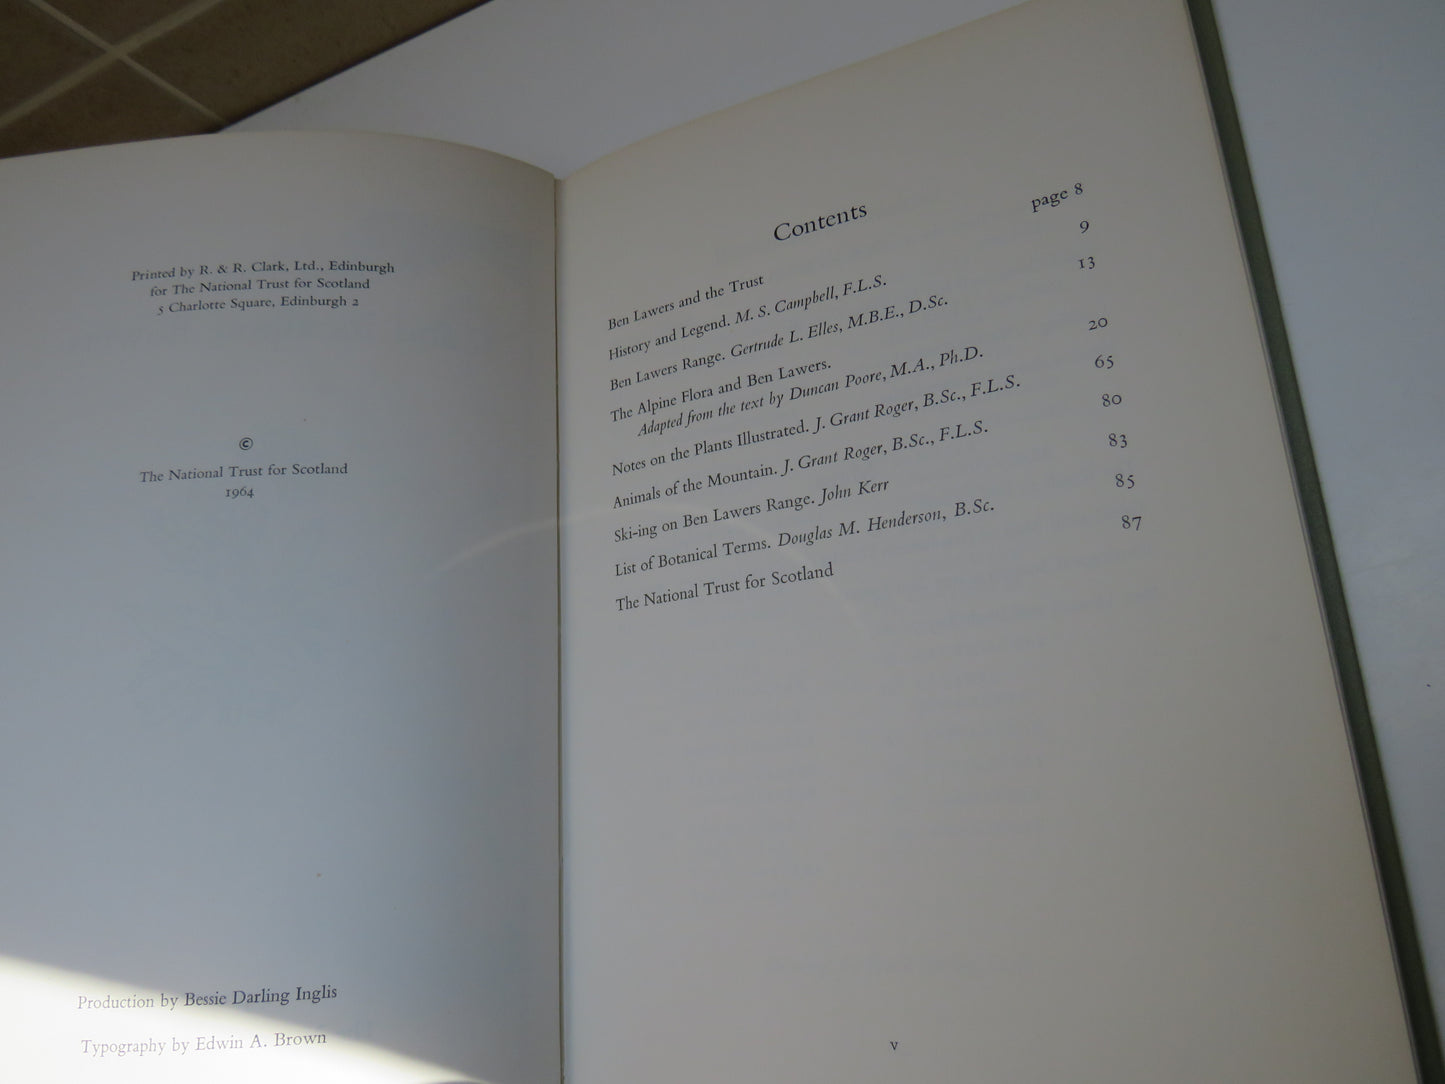 Printed by R. & R. Clark, Ltd., Edinburgh
for The National Trust for Scotland
5 Charlotte Square, Edinburgh 2
©
The National Trust for Scotland
1964
Production by Bessie Darling Inglis
Typography by Edwin A. Brown
Contents
Ben Lawers and the Trust page 8
History and Legend. M. S. Campbell, F.L.S. 9
Ben Lawers Range. Gertrude L. Elles, M.B.E., D.Sc. 13
The Alpine Flora and Ben Lawers.
Adapted from the text by Duncan Poore, M.A., Ph.D. 20
Notes on the Plants Illustrated. J. Grant Roger, B.Sc., F.L.S. 65
Animals of the Mountain. J. Grant Roger, B.Sc., F.L.S. 80
Ski-ing on Ben Lawers Range. John Kerr 83
List of Botanical Terms. Douglas M. Henderson, B.Sc. 85
The National Trust for Scotland 87
v